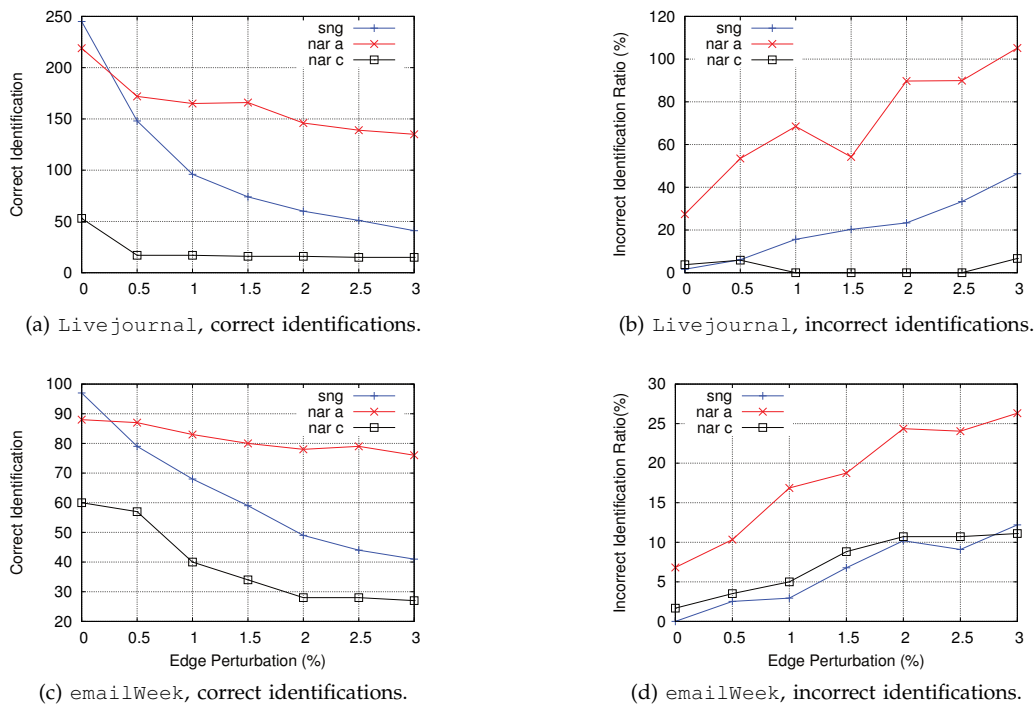 250
200
150
100
50
0
0 0.5 1 1.5 2 2.5 3
Correct Identification
sng
nar a
nar c
(a) Livejournal, correct identifications.
120
100
80
60
40
20
0
0 0.5 1 1.5 2 2.5 3
Incorrect Identification Ratio (%)
sng
nar a
nar c
(b) Livejournal, incorrect identifications.
100
90
80
70
60
50
40
30
20
0 0.5 1 1.5 2 2.5 3
Correct Identification
Edge Perturbation (%)
sng
nar a
nar c
(c) emailWeek, correct identifications.
30
25
20
15
10
5
0
0 0.5 1 1.5 2 2.5 3
Incorrect Identification Ratio(%)
Edge Perturbation (%)
sng
nar a
nar c
(d) emailWeek, incorrect identifications.